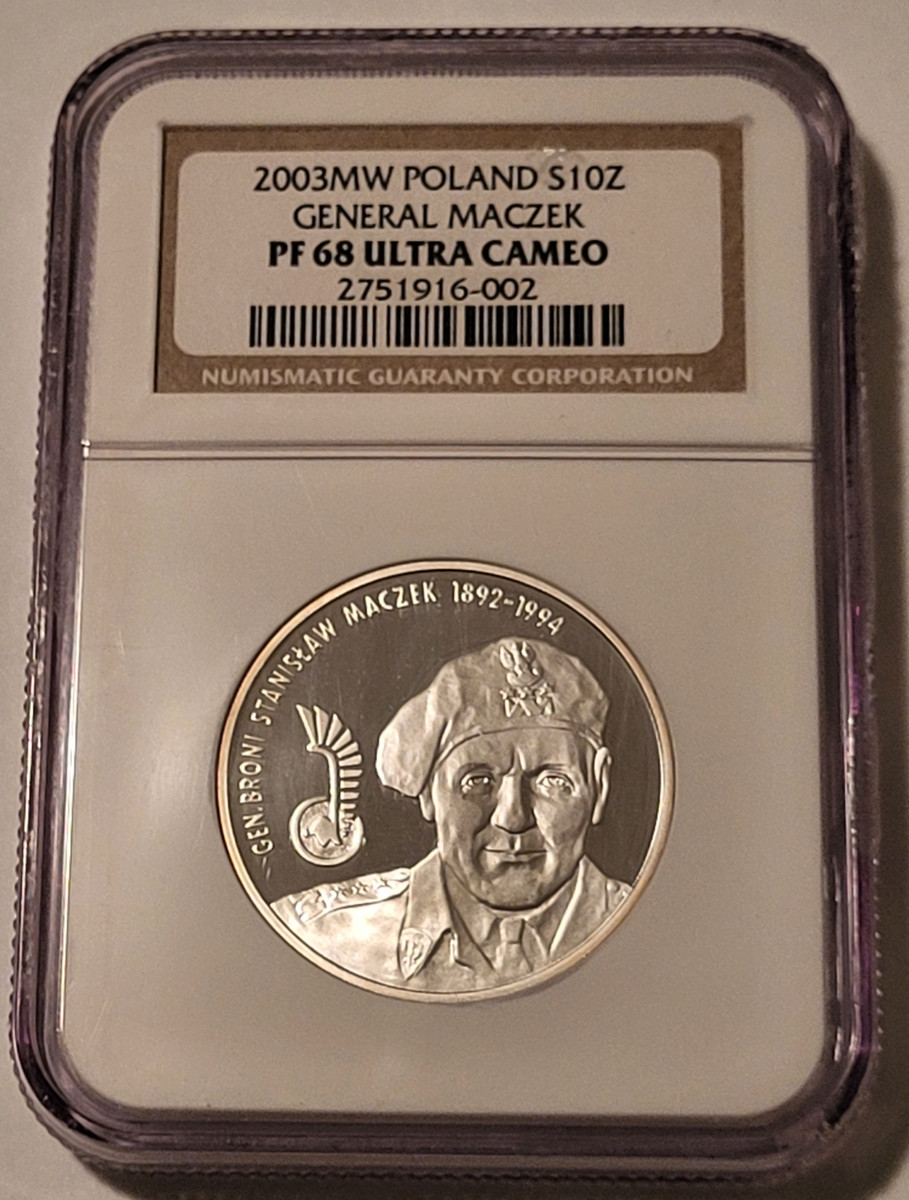 2003MW POLAND S10Z
GENERAL MACZEK
PF 68 ULTRA CAMEO
2751916-002
NUMISMATIC GUARANTY CORPORATION
GEN. BRONI STANISŁAW MACZEK 1892-1994